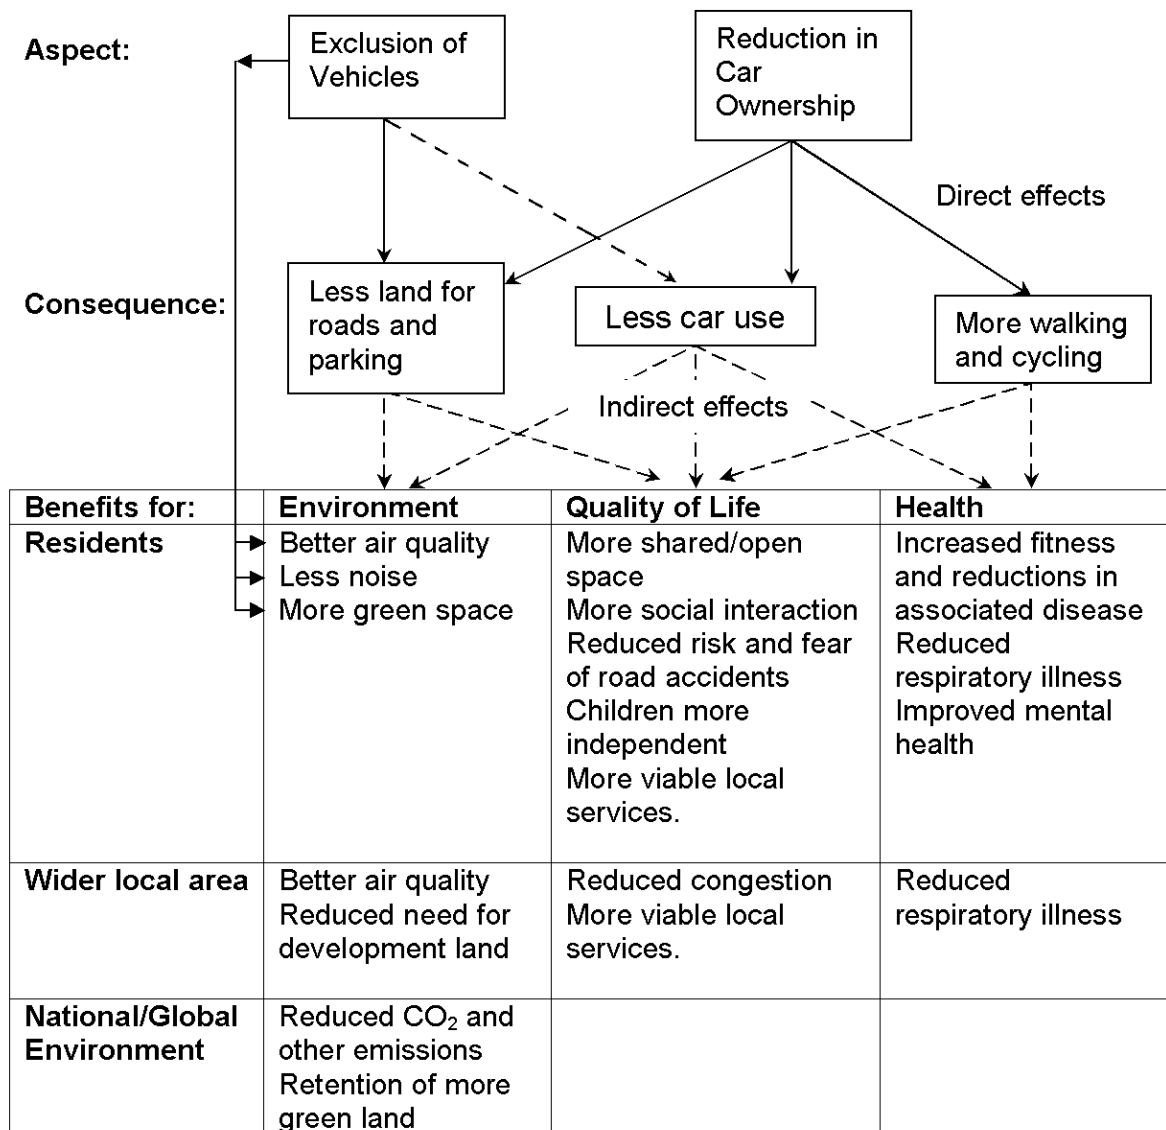 Aspect:
Exclusion of
Vehicles
Reduction in
Car
Ownership
Direct effects
Consequence:
Less land for
roads and
parking
Less car use
More walking
and cycling
Indirect effects
Benefits for:
Environment
Quality of Life
Health
Residents
Better air quality
Less noise
More green space
More shared/open
space
More social interaction
Reduced risk and fear
of road accidents
Children more
independent
More viable local
services.
Increased fitness
and reductions in
associated disease
Reduced
respiratory illness
Improved mental
health
Wider local area
Better air quality
Reduced need for
development land
Reduced congestion
More viable local
services.
Reduced
respiratory illness
National/Global
Environment
Reduced CO₂ and
other emissions
Retention of more
green land